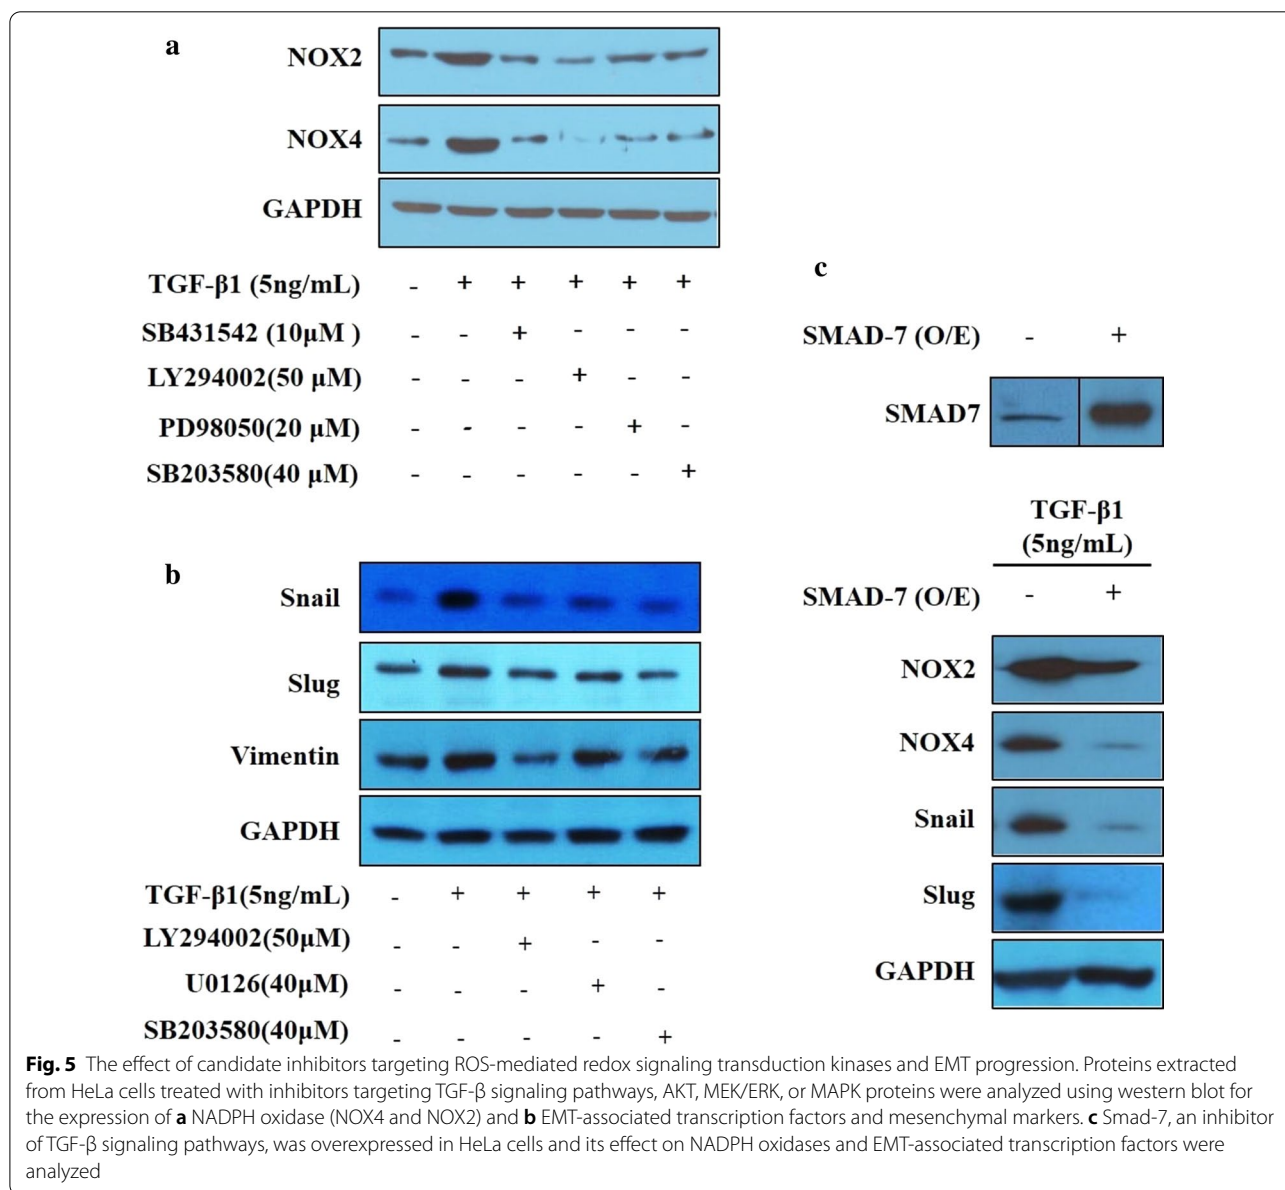 a
NOX2
NOX4
GAPDH
TGF-β1 (5ng/mL) - + + + + +
SB431542 (10μM ) - - + - - -
LY294002(50 μM) - - - + - -
PD98050(20 μM) - - - - + -
SB203580(40 μM) - - - - - +
b
Snail
Slug
Vimentin
GAPDH
TGF-β1(5ng/mL) - + + + +
LY294002(50μM) - - + - -
U0126(40μM) - - - + -
SB203580(40μM) - - - - +
c
SMAD-7 (O/E) - +
SMAD7
TGF-β1
(5ng/mL)
SMAD-7 (O/E) - +
NOX2
NOX4
Snail
Slug
GAPDH
Fig. 5 The effect of candidate inhibitors targeting ROS-mediated redox signaling transduction kinases and EMT progression. Proteins extracted
from HeLa cells treated with inhibitors targeting TGF-β signaling pathways, AKT, MEK/ERK, or MAPK proteins were analyzed using western blot for
the expression of a NADPH oxidase (NOX4 and NOX2) and b EMT-associated transcription factors and mesenchymal markers. c Smad-7, an inhibitor
of TGF-β signaling pathways, was overexpressed in HeLa cells and its effect on NADPH oxidases and EMT-associated transcription factors were
analyzed